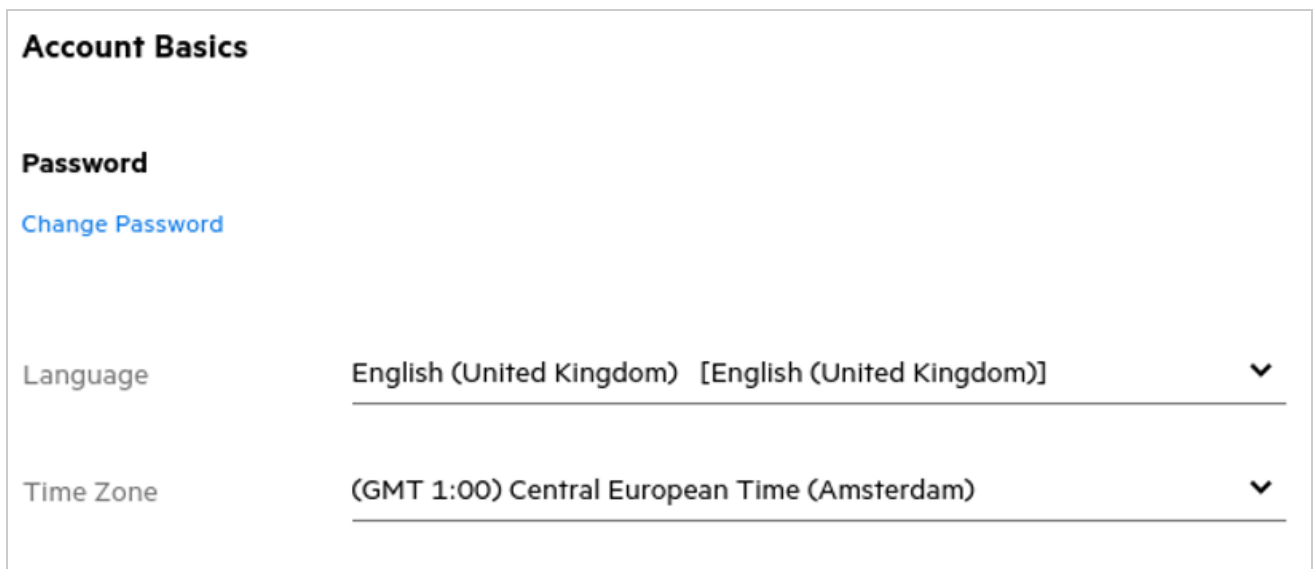 Account Basics
Password
Change Password
Language English (United Kingdom) [English (United Kingdom)]
Time Zone (GMT 1:00) Central European Time (Amsterdam)